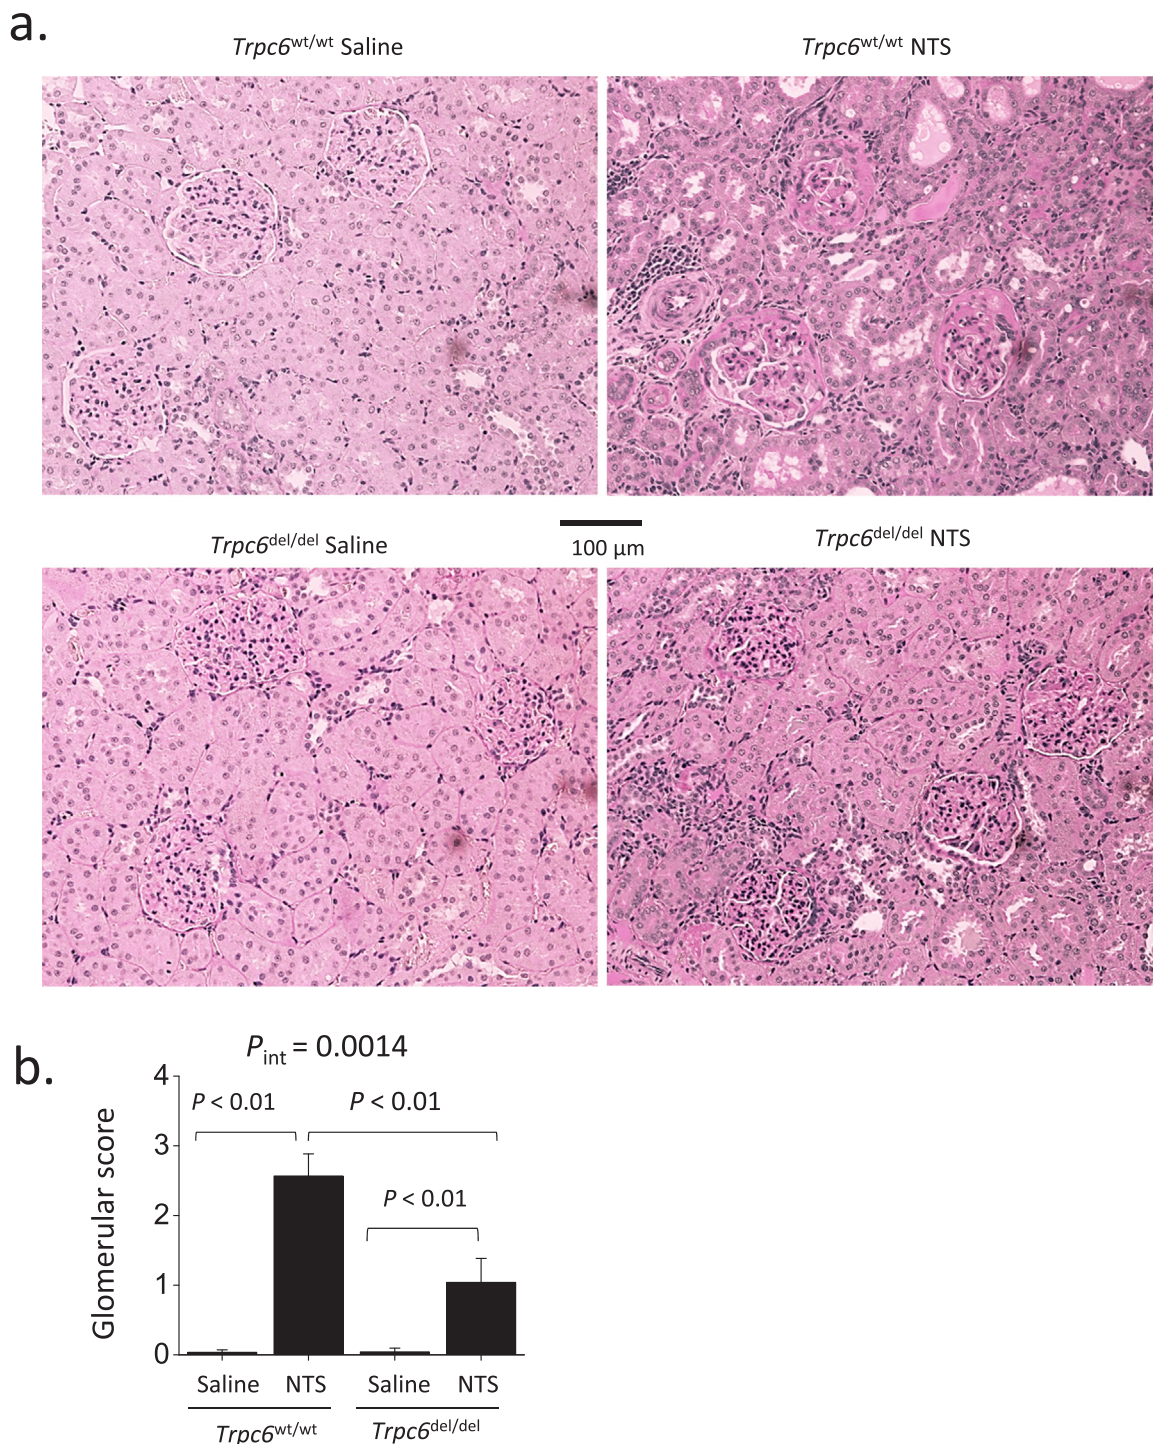 a.
Trpc6wt/wt Saline
Trpc6wt/wt NTS
Trpc6del/del Saline
100 μm
Trpc6del/del NTS
b.
Pint = 0.0014
P < 0.01
P < 0.01
P < 0.01
Glomerular score
4
3
2
1
0
Saline NTS Saline NTS
Trpc6wt/wt Trpc6del/del